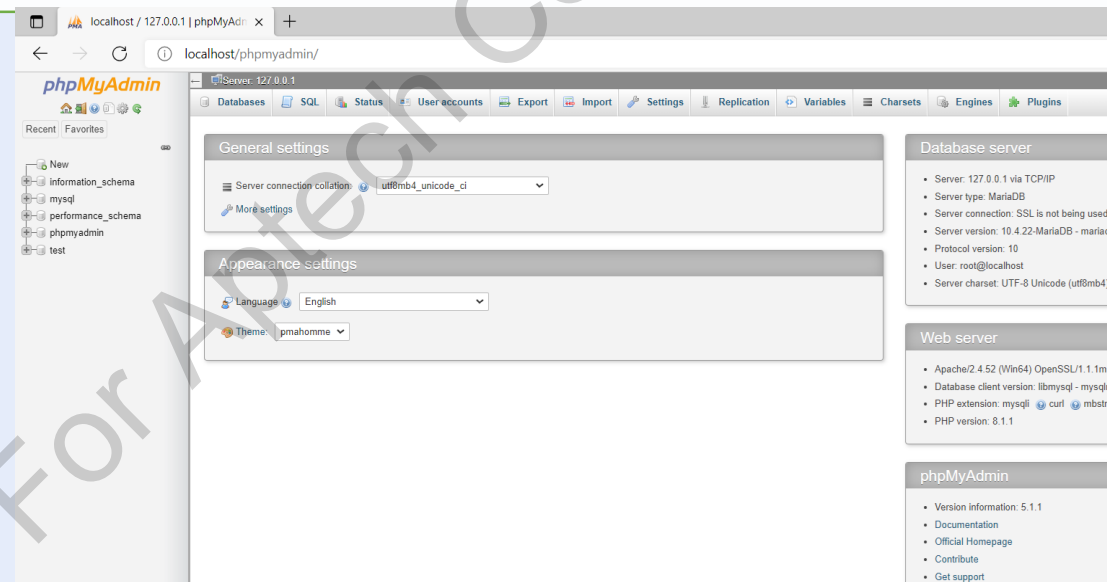 localhost / 127.0.0.1 | phpMyAdm
localhost/phpmyadmin/
phpMyAdmin
Recent Favorites
New
information_schema
mysql
performance_schema
phpmyadmin
test
Server: 127.0.0.1
Databases SQL Status User accounts Export Import Settings Replication Variables Charsets Engines Plugins
General settings
Server connection collation: utf8mb4_unicode_ci
More settings
Appearance settings
Language English
Theme: pmahomme
Database server
Server: 127.0.0.1 via TCP/IP
Server type: MariaDB
Server connection: SSL is not being used
Server version: 10.4.22-MariaDB - mariad
Protocol version: 10
User: root@localhost
Server charset: UTF-8 Unicode (utf8mb4)
Web server
Apache/2.4.52 (Win64) OpenSSL/1.1.1m
Database client version: libmysql - mysqln
PHP extension: mysqli curl mbstr
PHP version: 8.1.1
phpMyAdmin
Version information: 5.1.1
Documentation
Official Homepage
Contribute
Get support
For Aptech